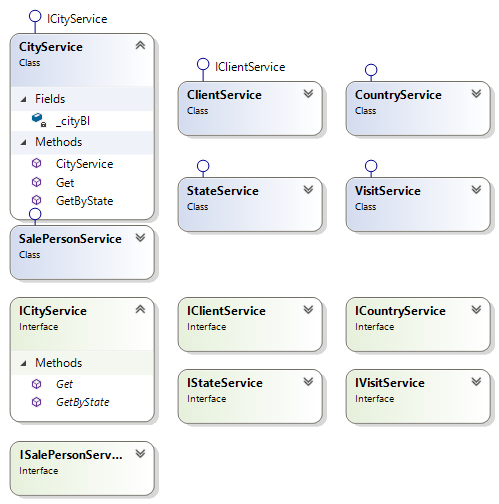 ICityService
CityService
Class
Fields
_cityBl
Methods
CityService
Get
GetByState
IClientService
ClientService
Class
CountryService
Class
StateService
Class
VisitService
Class
SalePersonService
Class
ICityService
Interface
Methods
Get
GetByState
IClientService
Interface
ICountryService
Interface
IStateService
Interface
IVisitService
Interface
ISalePersonServ...
Interface